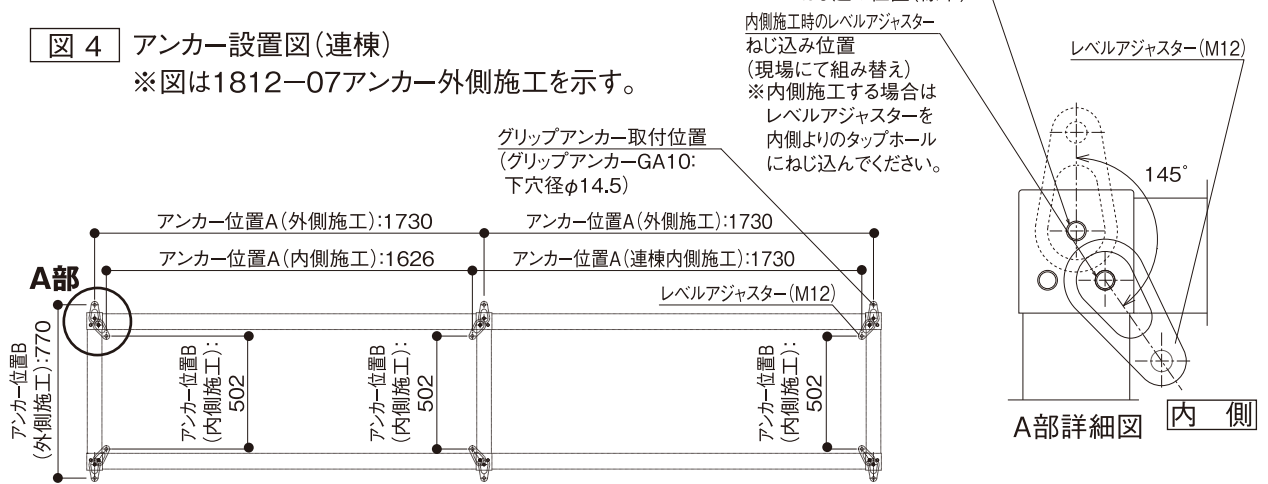 図 4 アンカー設置図(連棟)
※図は1812−07アンカー外側施工を示す。
内側施工時のレベルアジャスター
ねじ込み位置
(現場にて組み替え)
※内側施工する場合は
レベルアジャスターを
内側よりのタップホール
にねじ込んでください。
レベルアジャスター(M12)
145°
グリップアンカー取付位置
(グリップアンカーGA10:
下穴径φ14.5)
アンカー位置A(外側施工):1730
アンカー位置A(外側施工):1730
アンカー位置A(内側施工):1626
アンカー位置A(連棟内側施工):1730
A部
レベルアジャスター(M12)
アンカー位置B
(外側施工):770
アンカー位置B
(内側施工):
502
アンカー位置B
(内側施工):
502
アンカー位置B
(内側施工):
502
A部詳細図
内 側